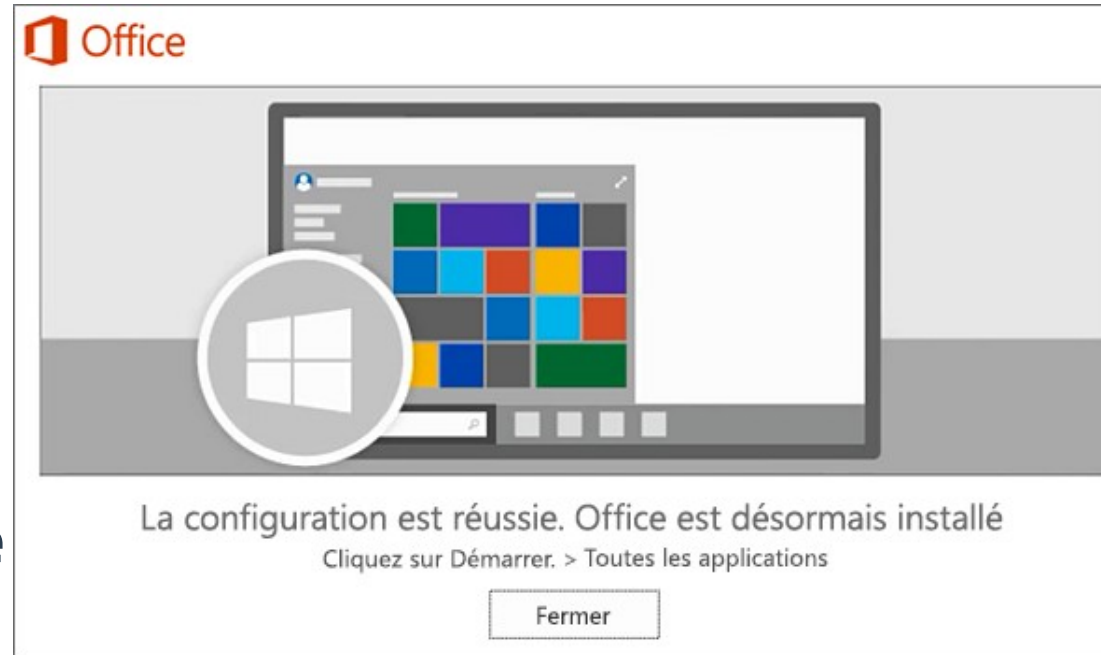 Office
La configuration est réussie. Office est désormais installé
Cliquez sur Démarrer. > Toutes les applications
Fermer